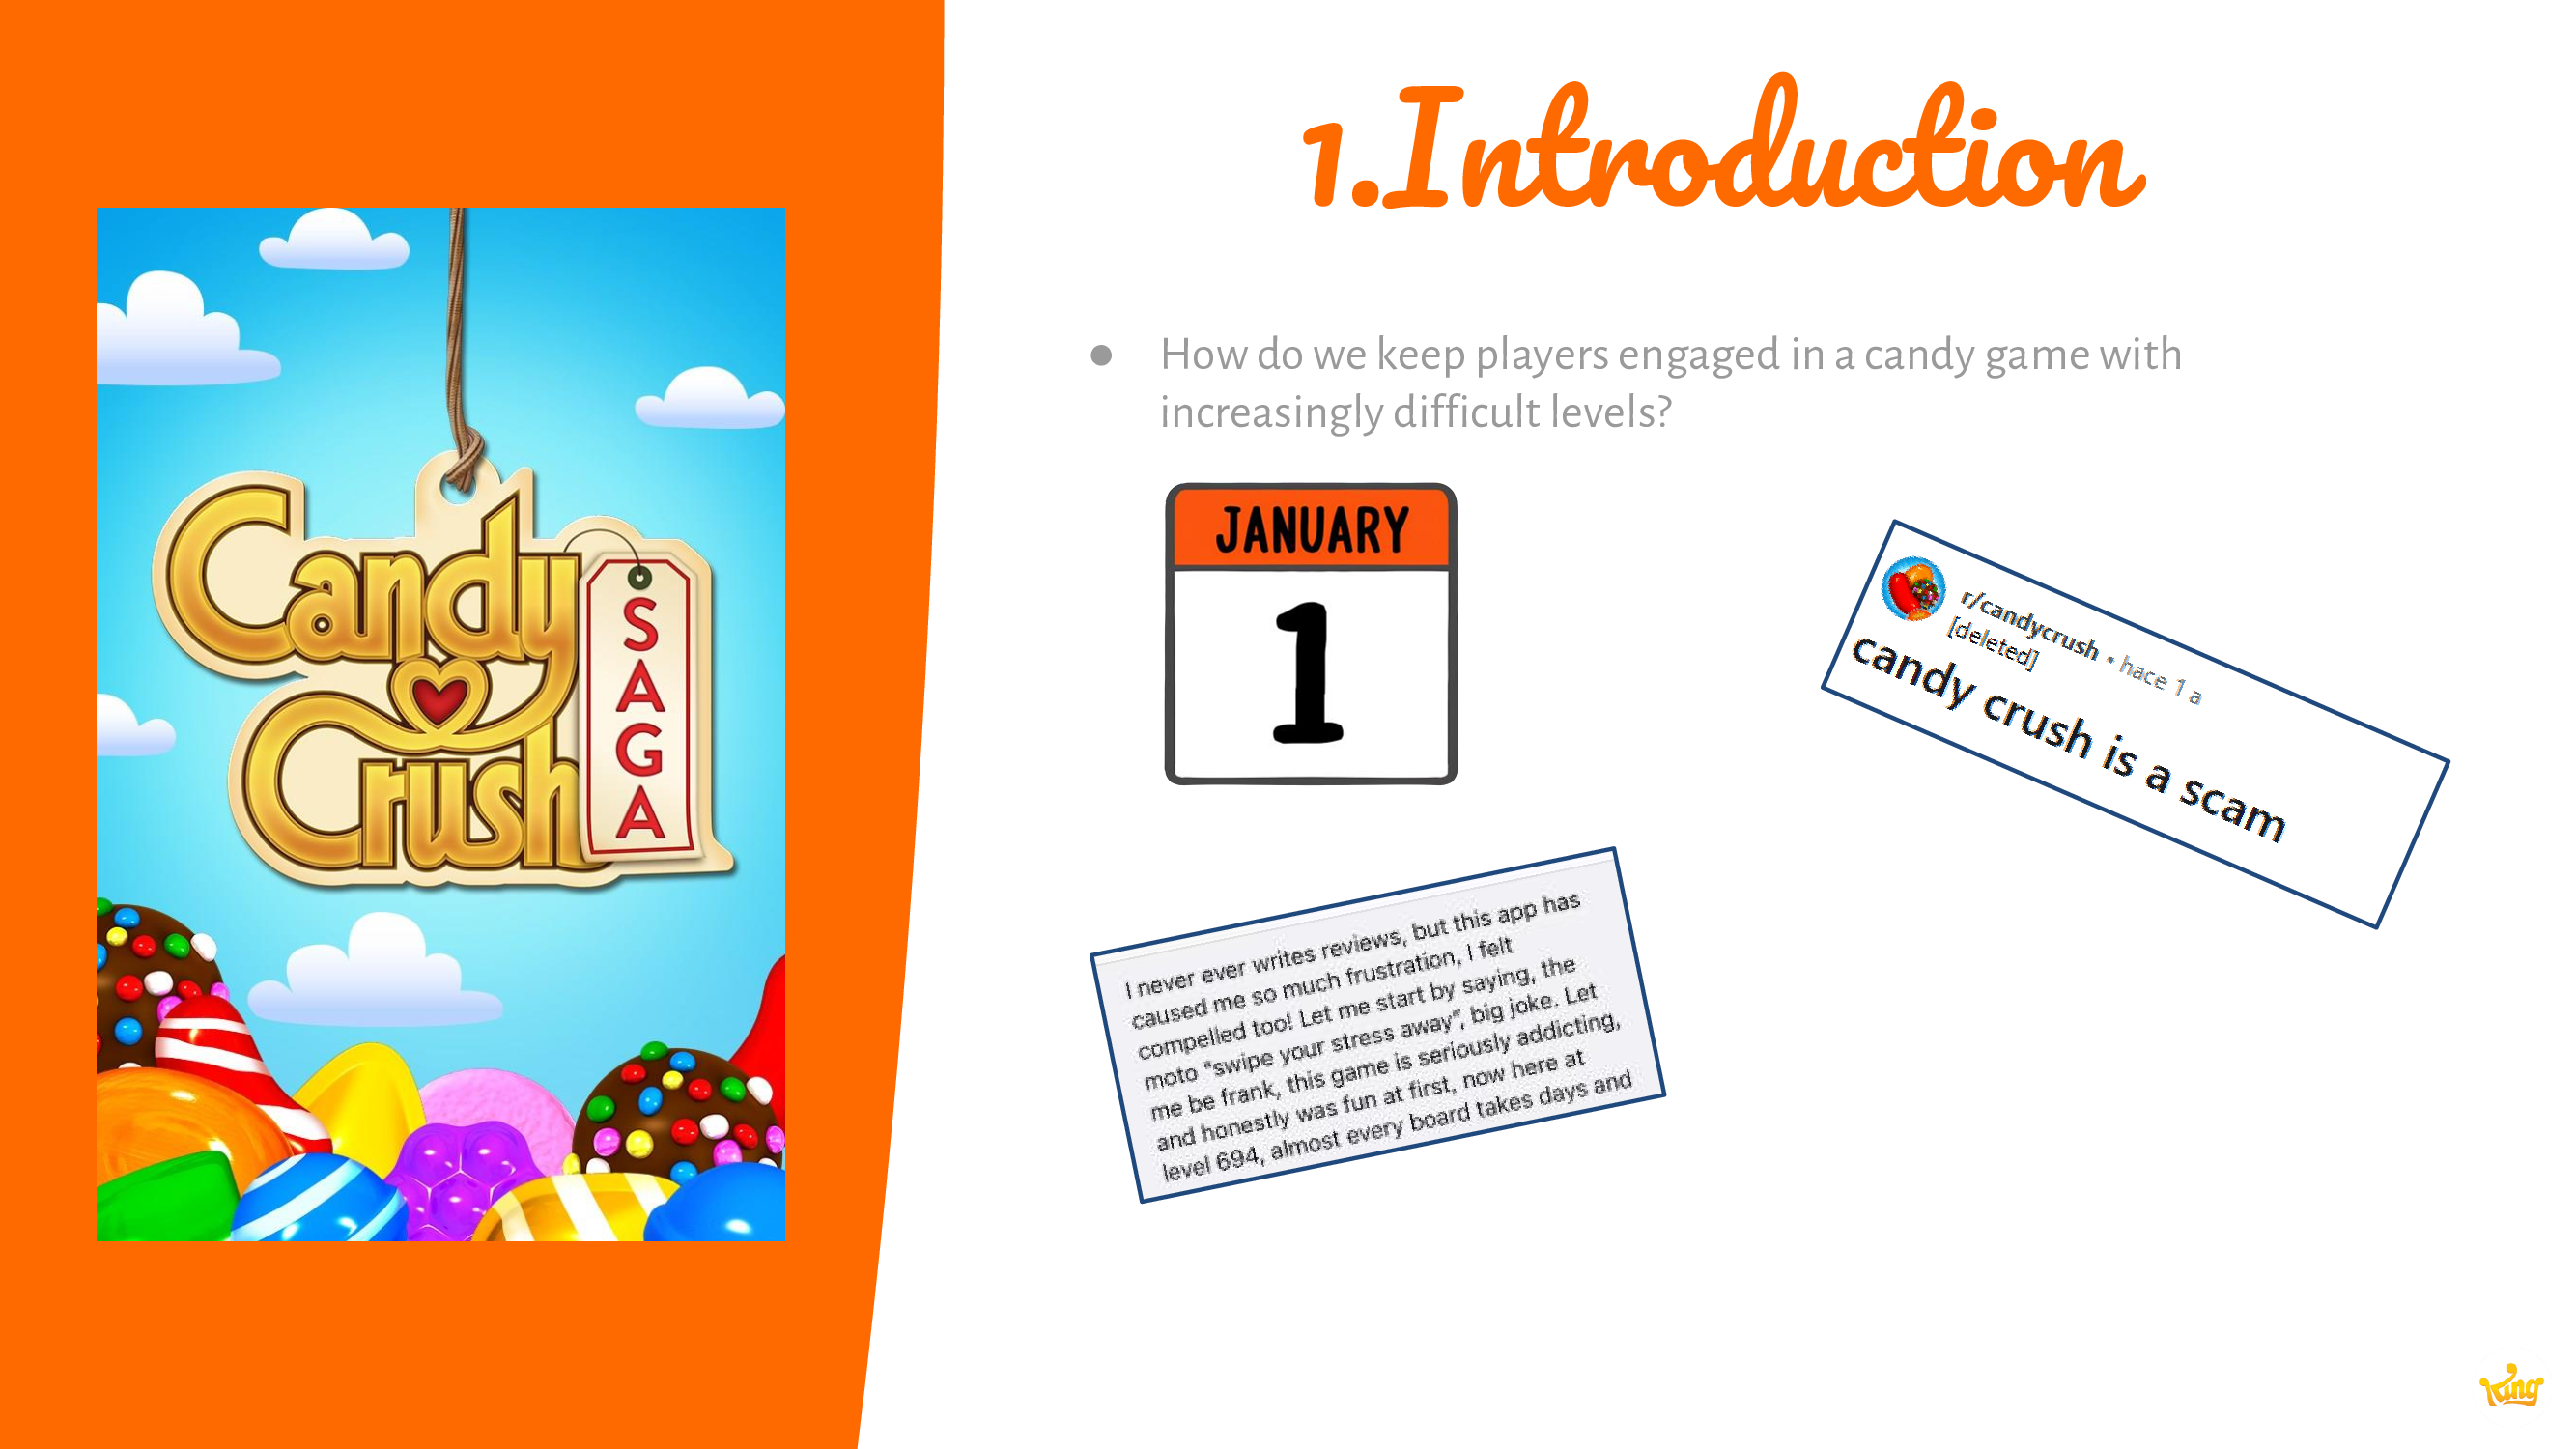 1.Introduction
Candy
Crush
SAGA
● How do we keep players engaged in a candy game with
increasingly difficult levels?
JANUARY
1
r/candycrush • hace 1 a
[deleted]
candy crush is a scam
I never ever writes reviews, but this app has
caused me so much frustration, I felt
compelled too! Let me start by saying, the
moto "swipe your stress away", big joke. Let
me be frank, this game is seriously addicting,
and honestly was fun at first, now here at
level 694, almost every board takes days and
King